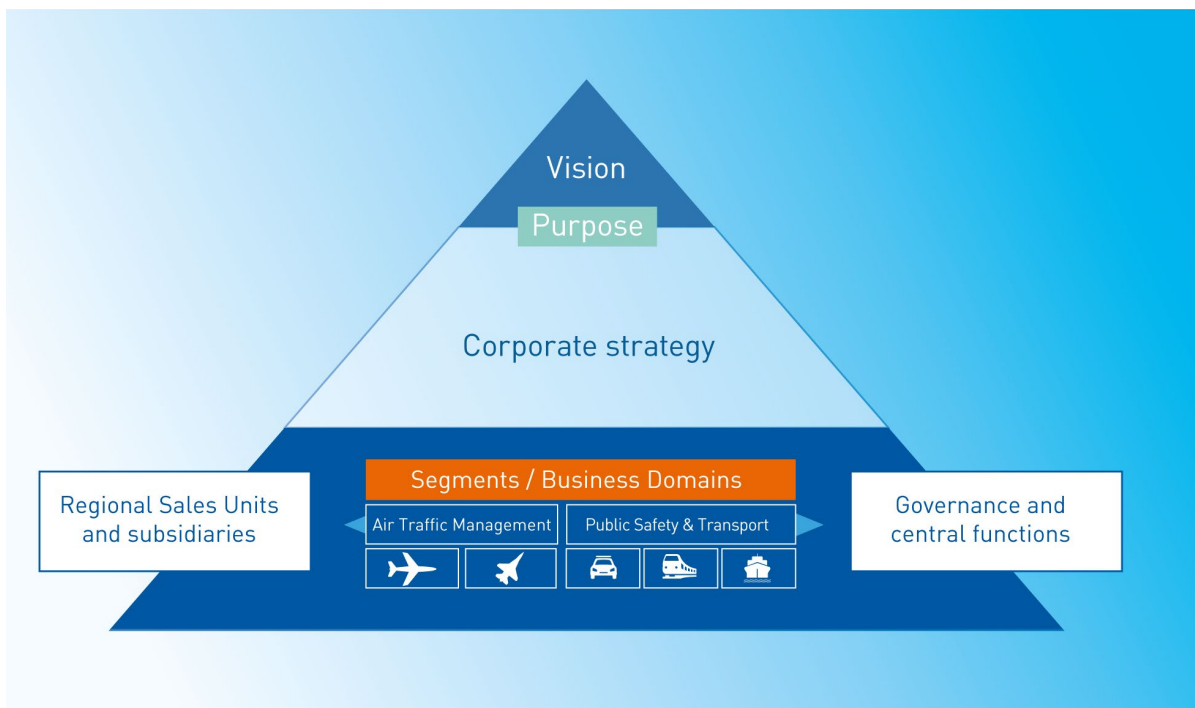 Vision
Purpose
Corporate strategy
Segments / Business Domains
Regional Sales Units
and subsidiaries
Air Traffic Management
Public Safety & Transport
Governance and
central functions